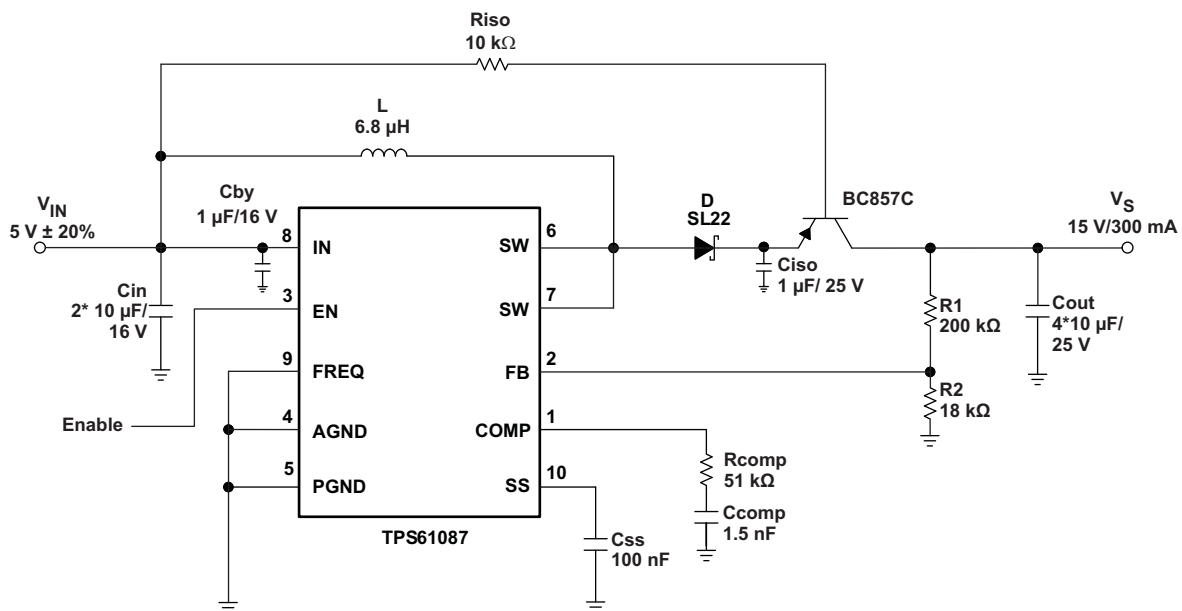 Riso
10 kΩ
L
6.8 µH
Cby
1 µF/16 V
VIN
5 V ± 20%
D
SL22
BC857C
VS
15 V/300 mA
8
IN
SW
6
Cin
2* 10 µF/
16 V
3
EN
SW
7
Ciso
1 µF/ 25 V
R1
200 kΩ
Cout
4*10 µF/
25 V
9
FREQ
FB
2
R2
18 kΩ
Enable
4
AGND
COMP
1
Rcomp
51 kΩ
5
PGND
SS
10
Ccomp
1.5 nF
TPS61087
Css
100 nF